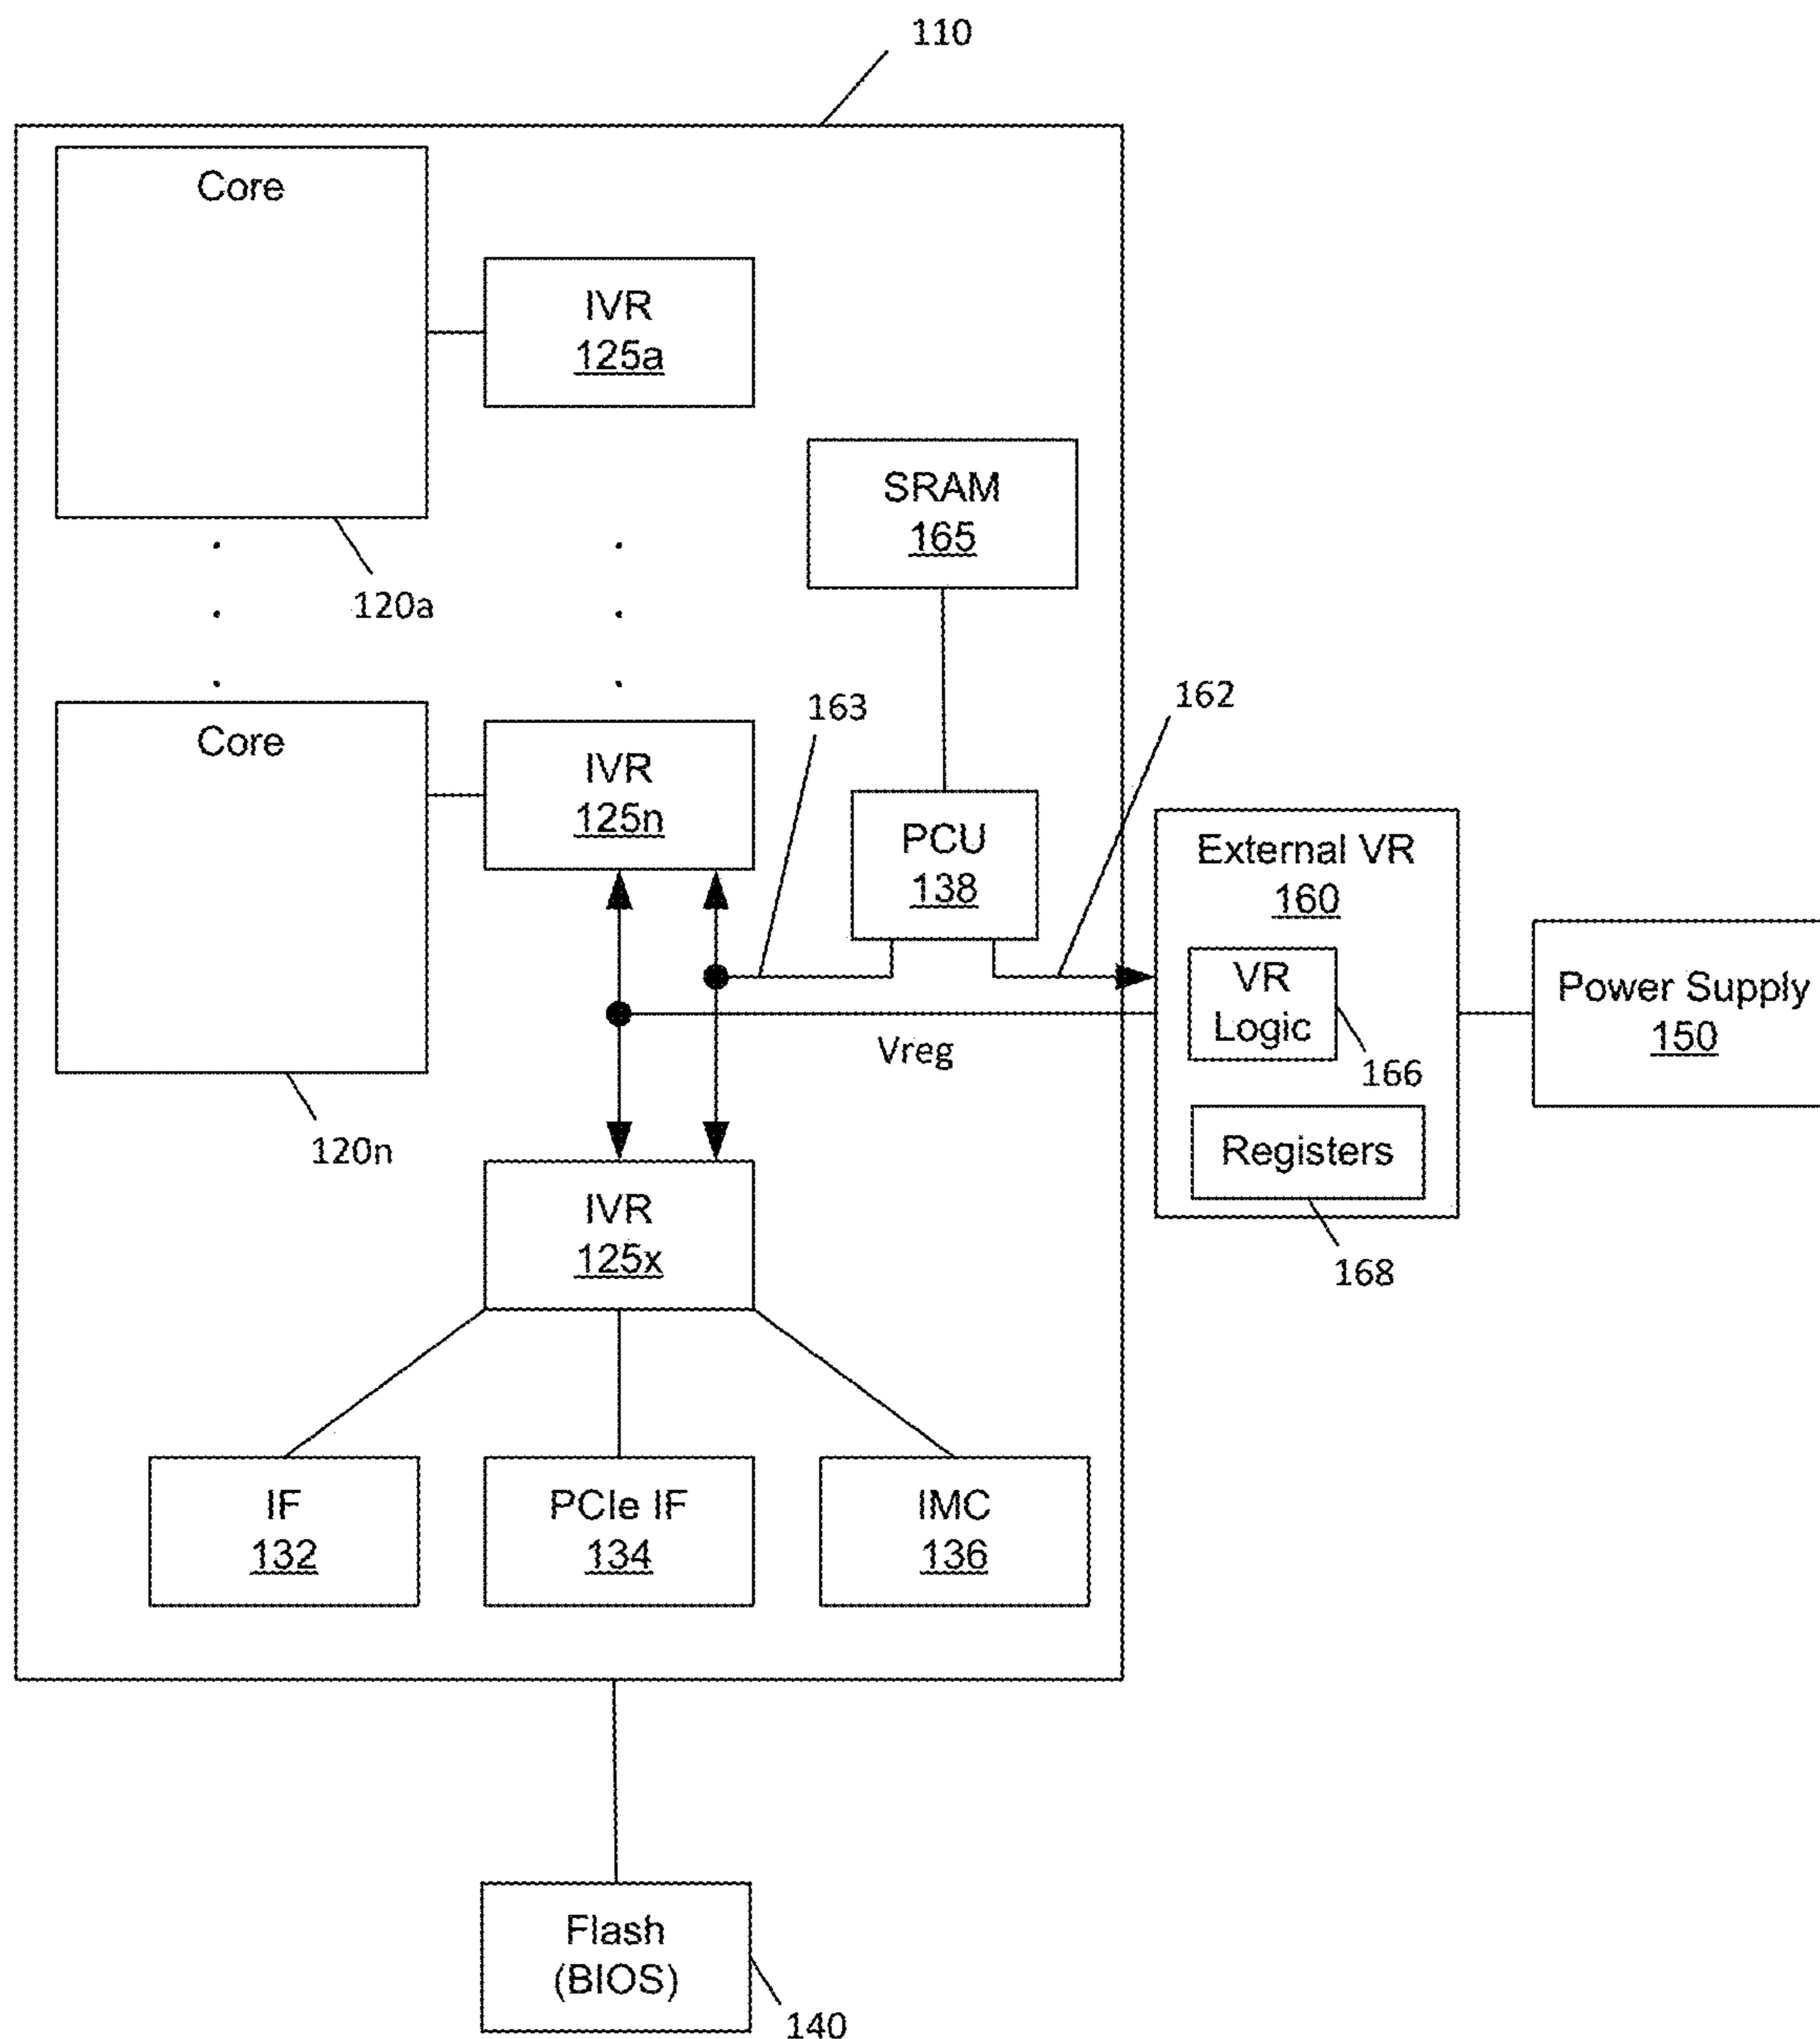 110
Core
IVR
125a
SRAM
165
120a
163
162
Core
IVR
125n
PCU
138
External VR
160
VR
Logic
166
Power Supply
150
Vreg
Registers
168
120n
IVR
125x
IF
132
PCIe IF
134
IMC
136
Flash
(BIOS)
140